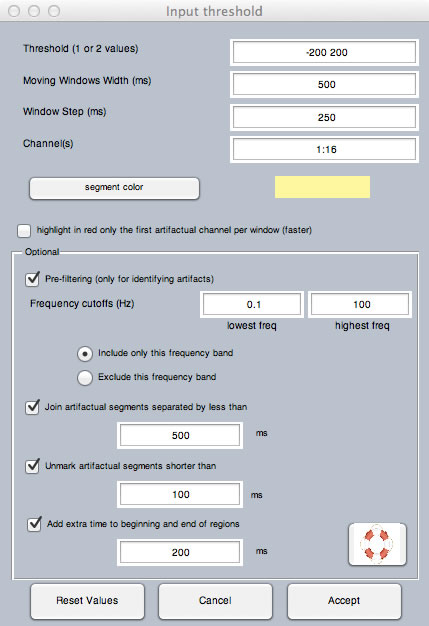 Input threshold
Threshold (1 or 2 values) -200 200
Moving Windows Width (ms) 500
Window Step (ms) 250
Channel(s) 1:16
segment color
highlight in red only the first artifactual channel per window (faster)
Optional
Pre-filtering (only for identifying artifacts)
Frequency cutoffs (Hz) 0.1 100
lowest freq highest freq
Include only this frequency band
Exclude this frequency band
Join artifactual segments separated by less than
500 ms
Unmark artifactual segments shorter than
100 ms
Add extra time to beginning and end of regions
200 ms
Reset Values Cancel Accept